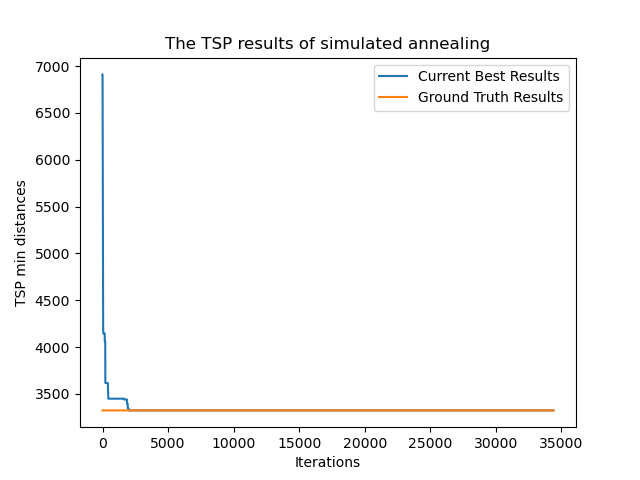 The TSP results of simulated annealing
Current Best Results
Ground Truth Results
TSP min distances
7000
6500
6000
5500
5000
4500
4000
3500
0 5000 10000 15000 20000 25000 30000 35000
Iterations